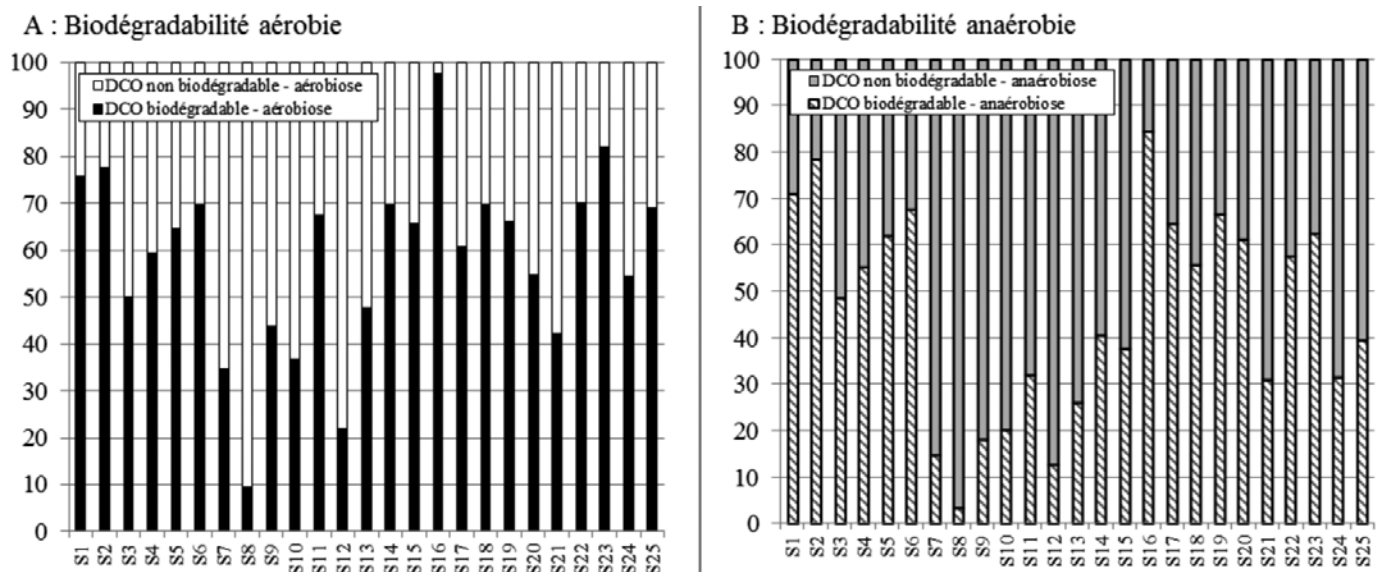 A : Biodégradabilité aérobie
100
90
80
70
60
50
40
30
20
10
0
DCO non biodégradable - aérobiose
DCO biodégradable - aérobiose
S1 S2 S3 S4 S5 S6 S7 S8 S9 S10 S11 S12 S13 S14 S15 S16 S17 S18 S19 S20 S21 S22 S23 S24 S25
B : Biodégradabilité anaérobie
100
90
80
70
60
50
40
30
20
10
0
DCO non biodégradable - anaérobiose
DCO biodégradable - anaérobiose
S1 S2 S3 S4 S5 S6 S7 S8 S9 S10 S11 S12 S13 S14 S15 S16 S17 S18 S19 S20 S21 S22 S23 S24 S25